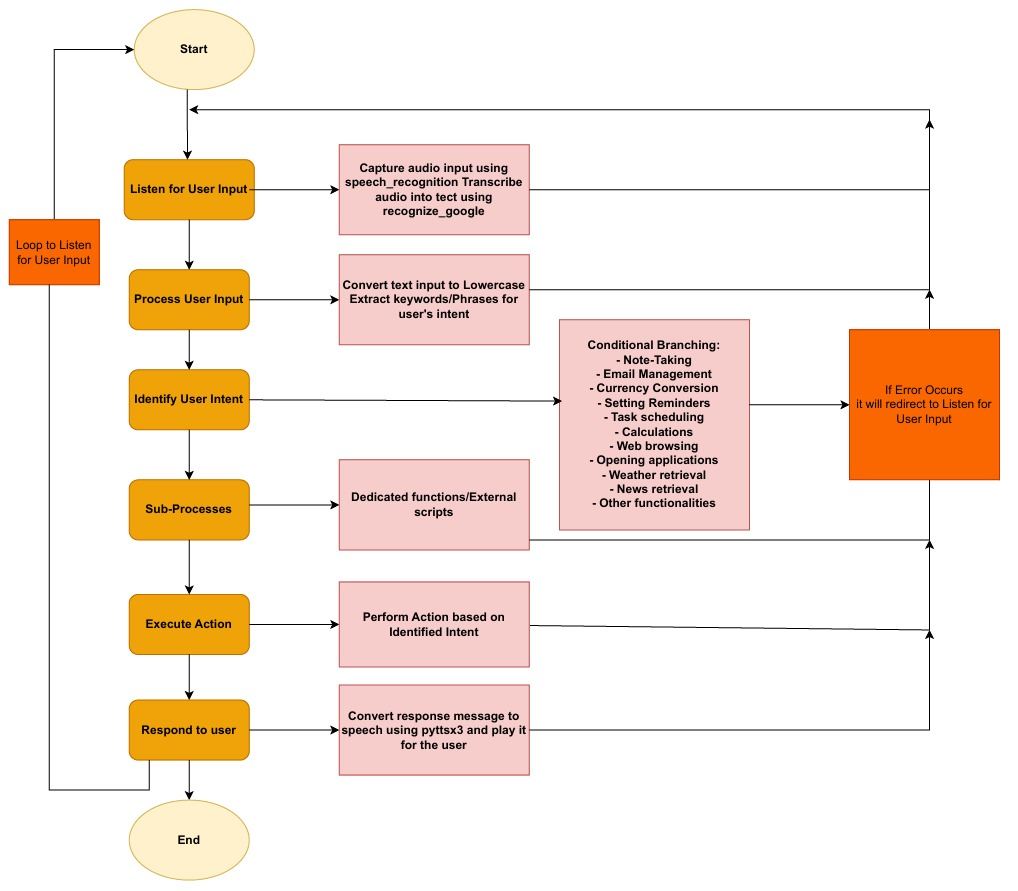 Start
Listen for User Input
Capture audio input using
speech_recognition Transcribe
audio into tect using
recognize_google
Loop to Listen
for User Input
Process User Input
Convert text input to Lowercase
Extract keywords/Phrases for
user's intent
Identify User Intent
Conditional Branching:
- Note-Taking
- Email Management
- Currency Conversion
- Setting Reminders
- Task scheduling
- Calculations
- Web browsing
- Opening applications
- Weather retrieval
- News retrieval
- Other functionalities
If Error Occurs
it will redirect to Listen for
User Input
Sub-Processes
Dedicated functions/External
scripts
Execute Action
Perform Action based on
Identified Intent
Respond to user
Convert response message to
speech using pyttsx3 and play it
for the user
End